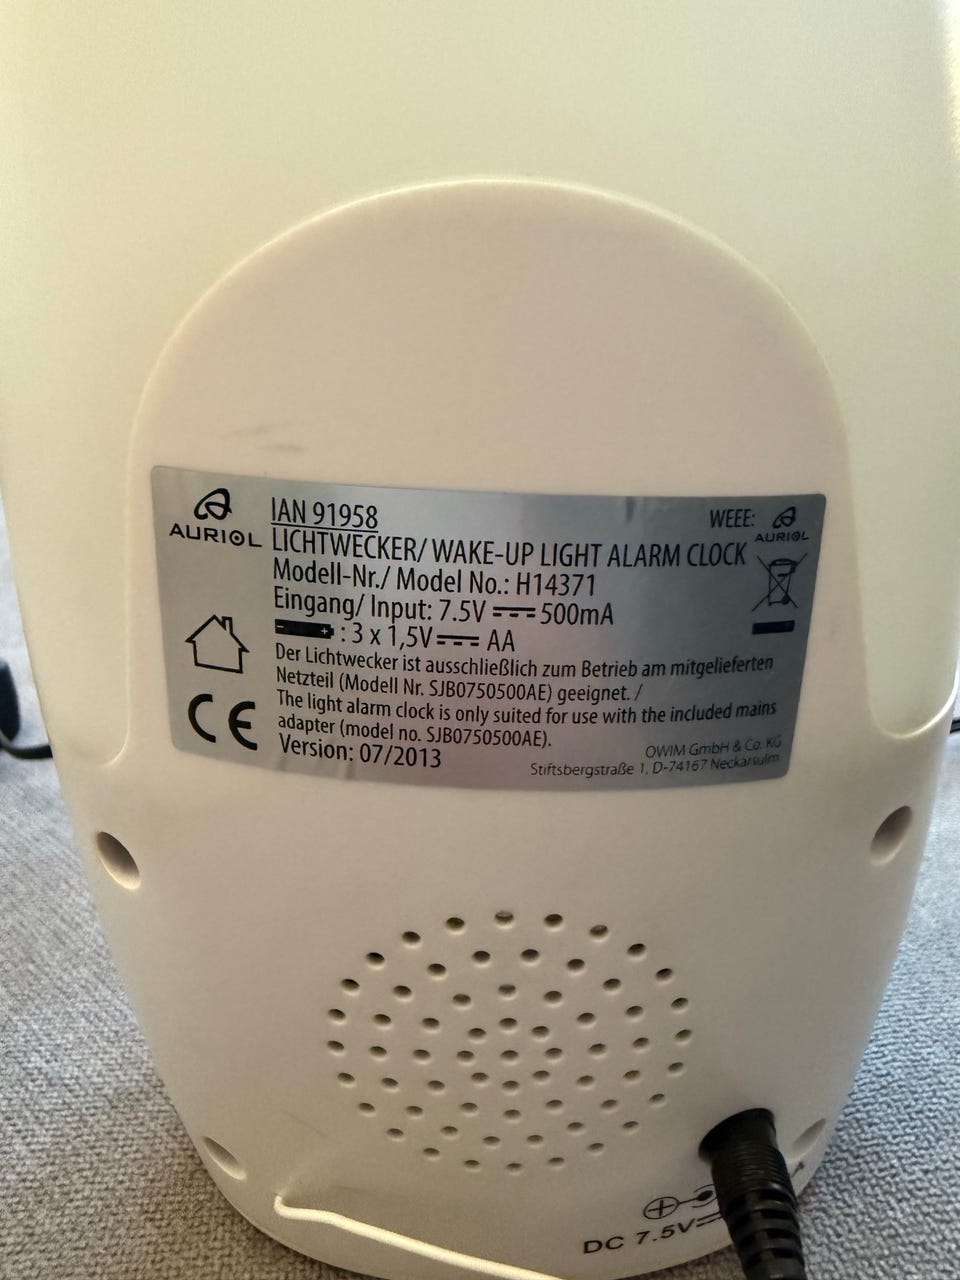 AURIOL
IAN 91958
WEEE:
AURIOL
LICHTWECKER/ WAKE-UP LIGHT ALARM CLOCK
Modell-Nr./ Model No.: H14371
Eingang/ Input: 7.5V ⎓ 500mA
- + : 3 x 1,5V ⎓ AA
Der Lichtwecker ist ausschließlich zum Betrieb am mitgelieferten
Netzteil (Modell Nr. SJB0750500AE) geeignet. /
The light alarm clock is only suited for use with the included mains
adapter (model no. SJB0750500AE).
Version: 07/2013
CE
OWIM GmbH & Co. KG
Stiftsbergstraße 1, D-74167 Neckarsulm
DC 7.5V ⎓